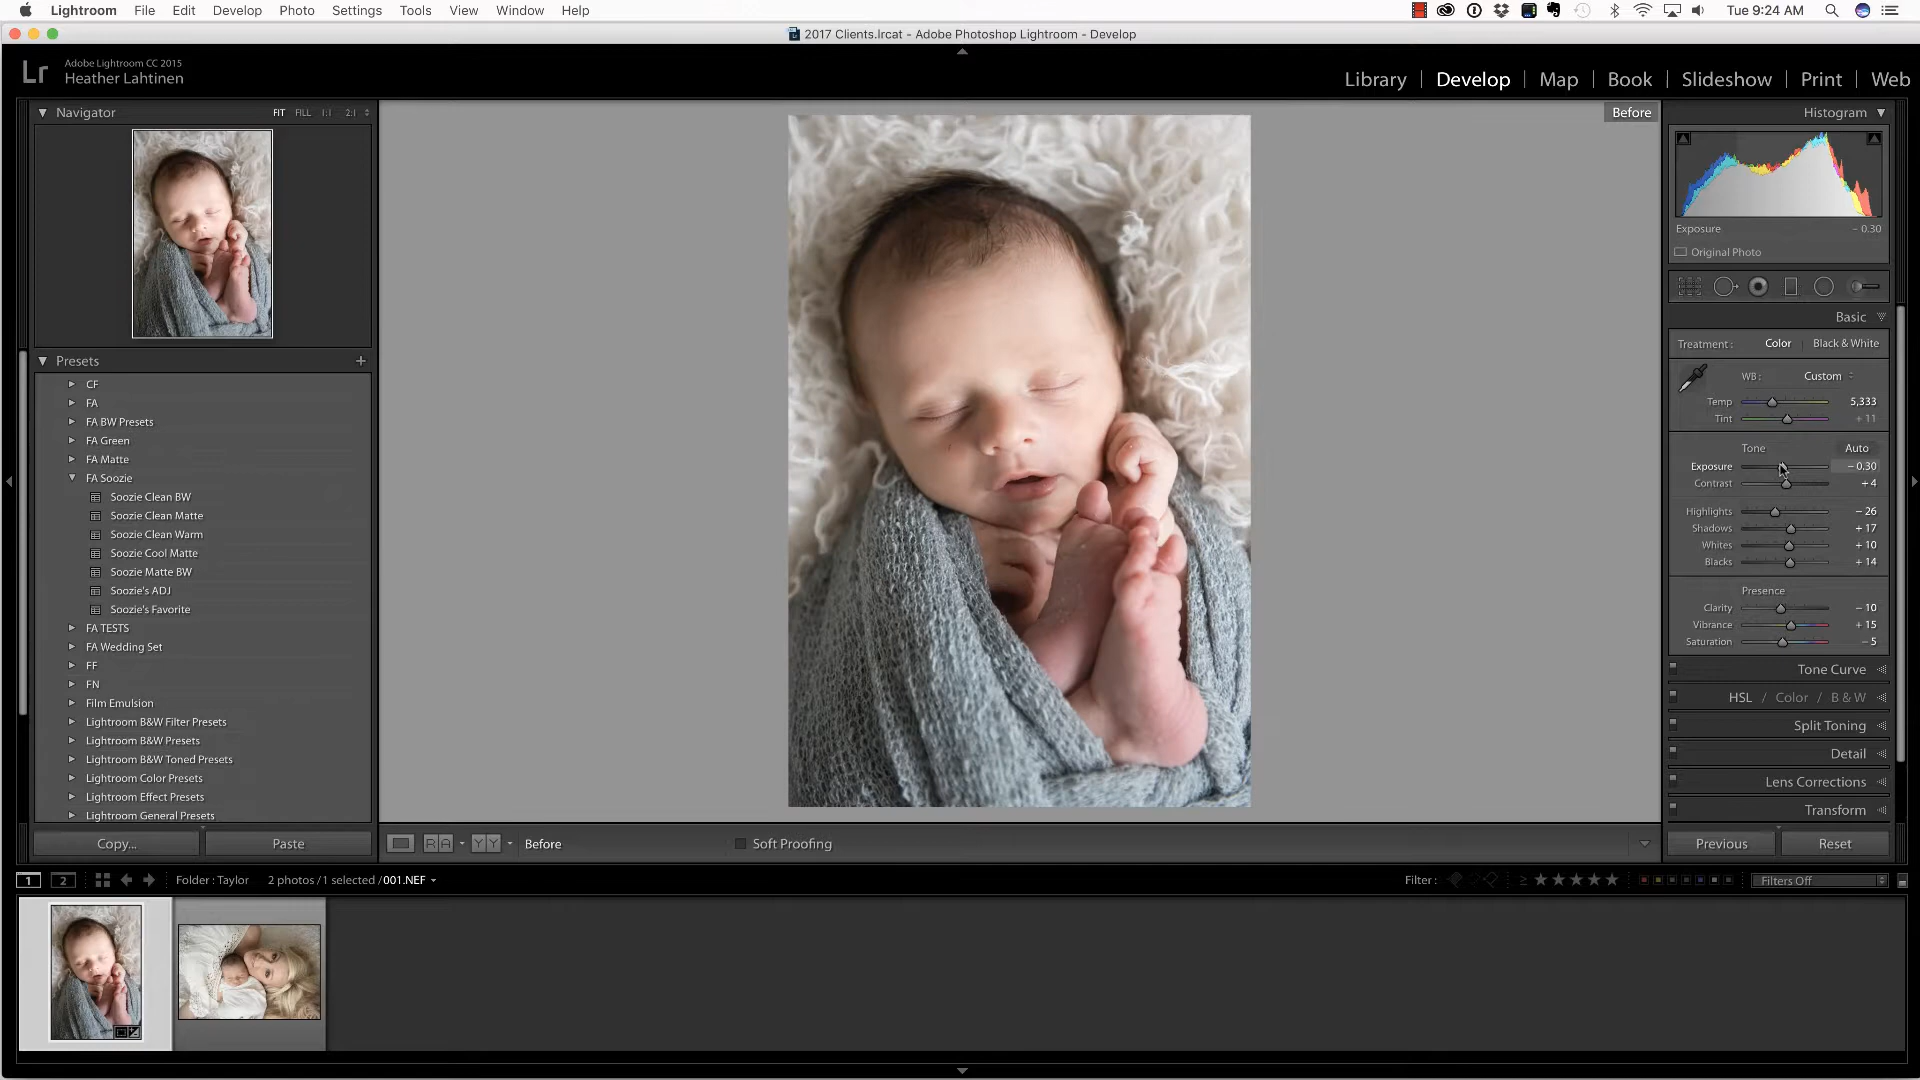 Lightroom File Edit Develop Photo Settings Tools View Window Help
Tue 9:24 AM
2017 Clients.lrcat - Adobe Photoshop Lightroom - Develop
Lr
Adobe Lightroom CC 2015
Heather Lahtinen
Library | Develop | Map | Book | Slideshow | Print | Web
Navigator FIT FILL 1:1 2:1
Presets +
CF
FA
FA BW Presets
FA Green
FA Matte
FA Soozie
Soozie Clean BW
Soozie Clean Matte
Soozie Clean Warm
Soozie Cool Matte
Soozie Matte BW
Soozie's ADJ
Soozie's Favorite
FA TESTS
FA Wedding Set
FF
FN
Film Emulsion
Lightroom B&W Filter Presets
Lightroom B&W Presets
Lightroom B&W Toned Presets
Lightroom Color Presets
Lightroom Effect Presets
Lightroom General Presets
Copy... Paste
Before
R A Y Y Before Soft Proofing
Histogram
Exposure - 0.30
Original Photo
Basic
Treatment : Color | Black & White
WB : Custom
Temp 5,333
Tint + 11
Tone Auto
Exposure - 0.30
Contrast + 4
Highlights - 26
Shadows + 17
Whites + 10
Blacks + 14
Presence
Clarity - 10
Vibrance + 15
Saturation - 5
Tone Curve
HSL / Color / B & W
Split Toning
Detail
Lens Corrections
Transform
Previous Reset
1 2 Folder : Taylor 2 photos / 1 selected / 001.NEF
Filter : ≥ ★ ★ ★ ★ ★ Filters Off